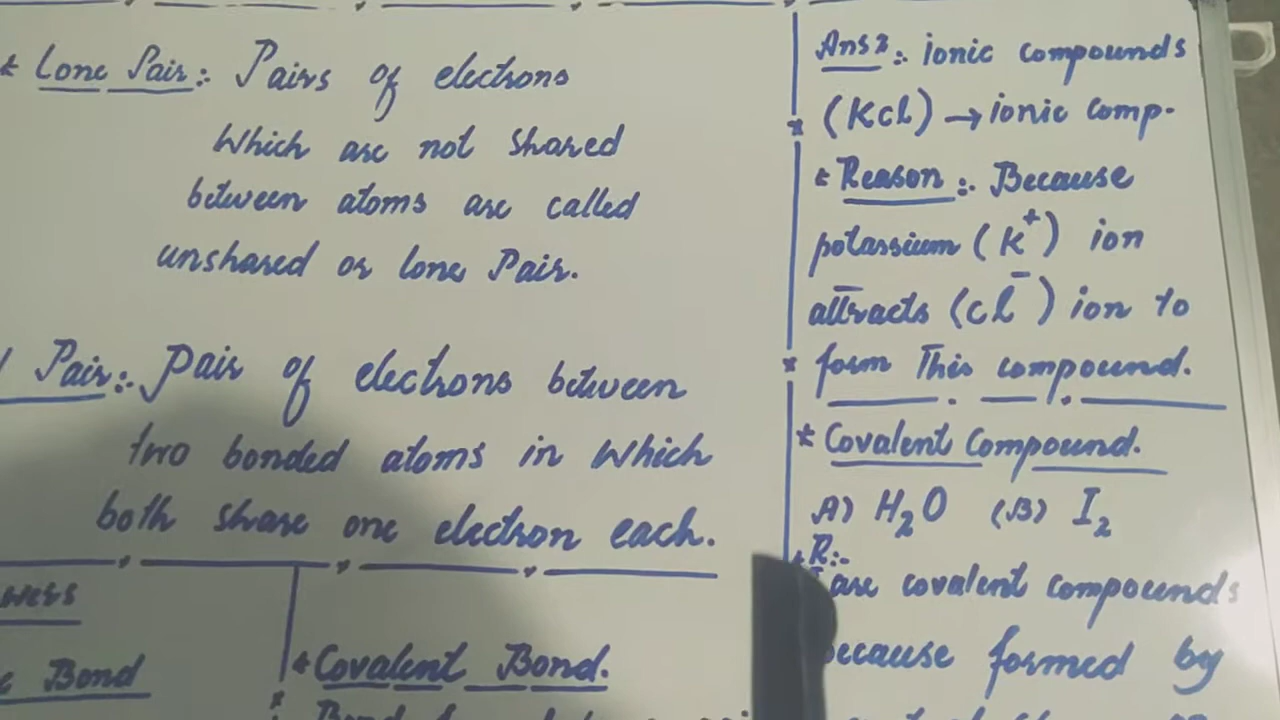 * Lone Pair:. Pairs of electrons
Which are not shared
between atoms are called
unshared or lone Pair.
Pair:. Pair of electrons between
two bonded atoms in Which
both share one electron each.
Bond
* Covalent Bond.
Ans 2:. ionic compounds
(KCl) → ionic comp.
* Reason:. Because
potassium (K⁺) ion
attracts (Cl⁻) ion to
form This compound.
* Covalent Compound.
A) H₂O (B) I₂
* R:-
are covalent compounds
because formed by